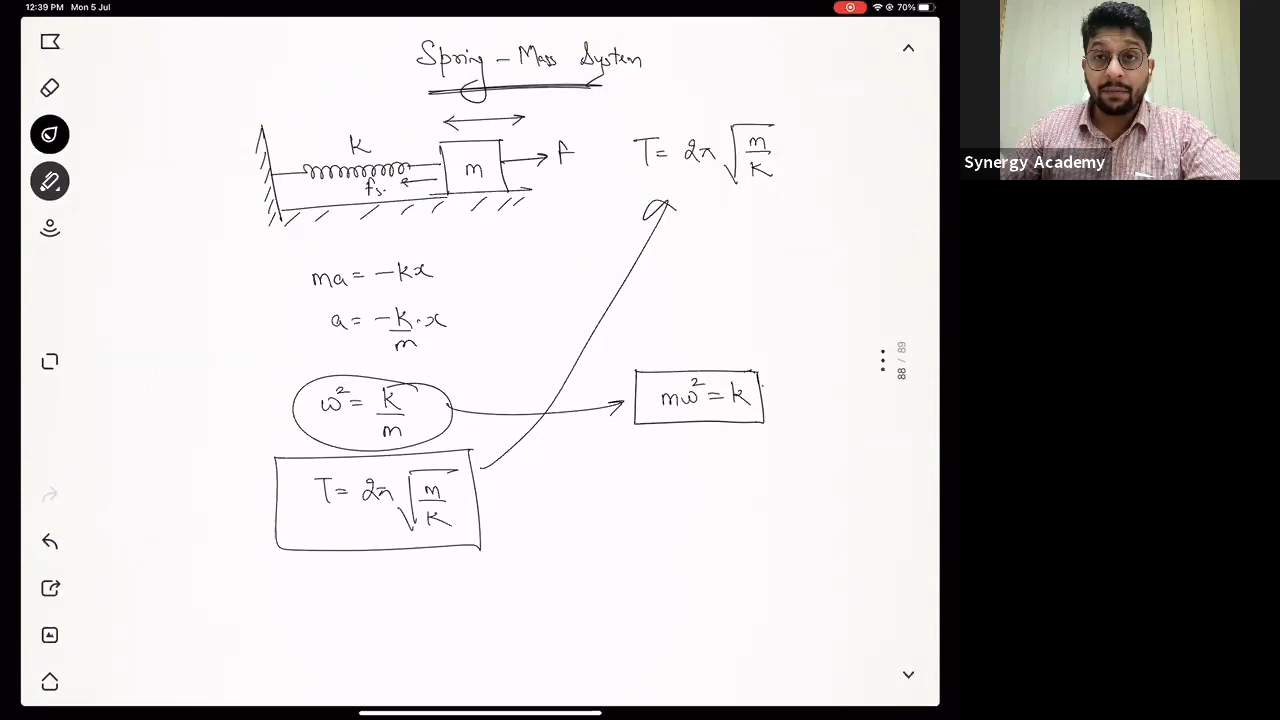 12:39 PM Mon 5 Jul
70%
Spring - Mass System
k
m
F
fs.
T = 2π √m/k
ma = -kx
a = -k/m · x
ω² = k/m
mω² = k
T = 2π √m/k
88 / 89
Synergy Academy